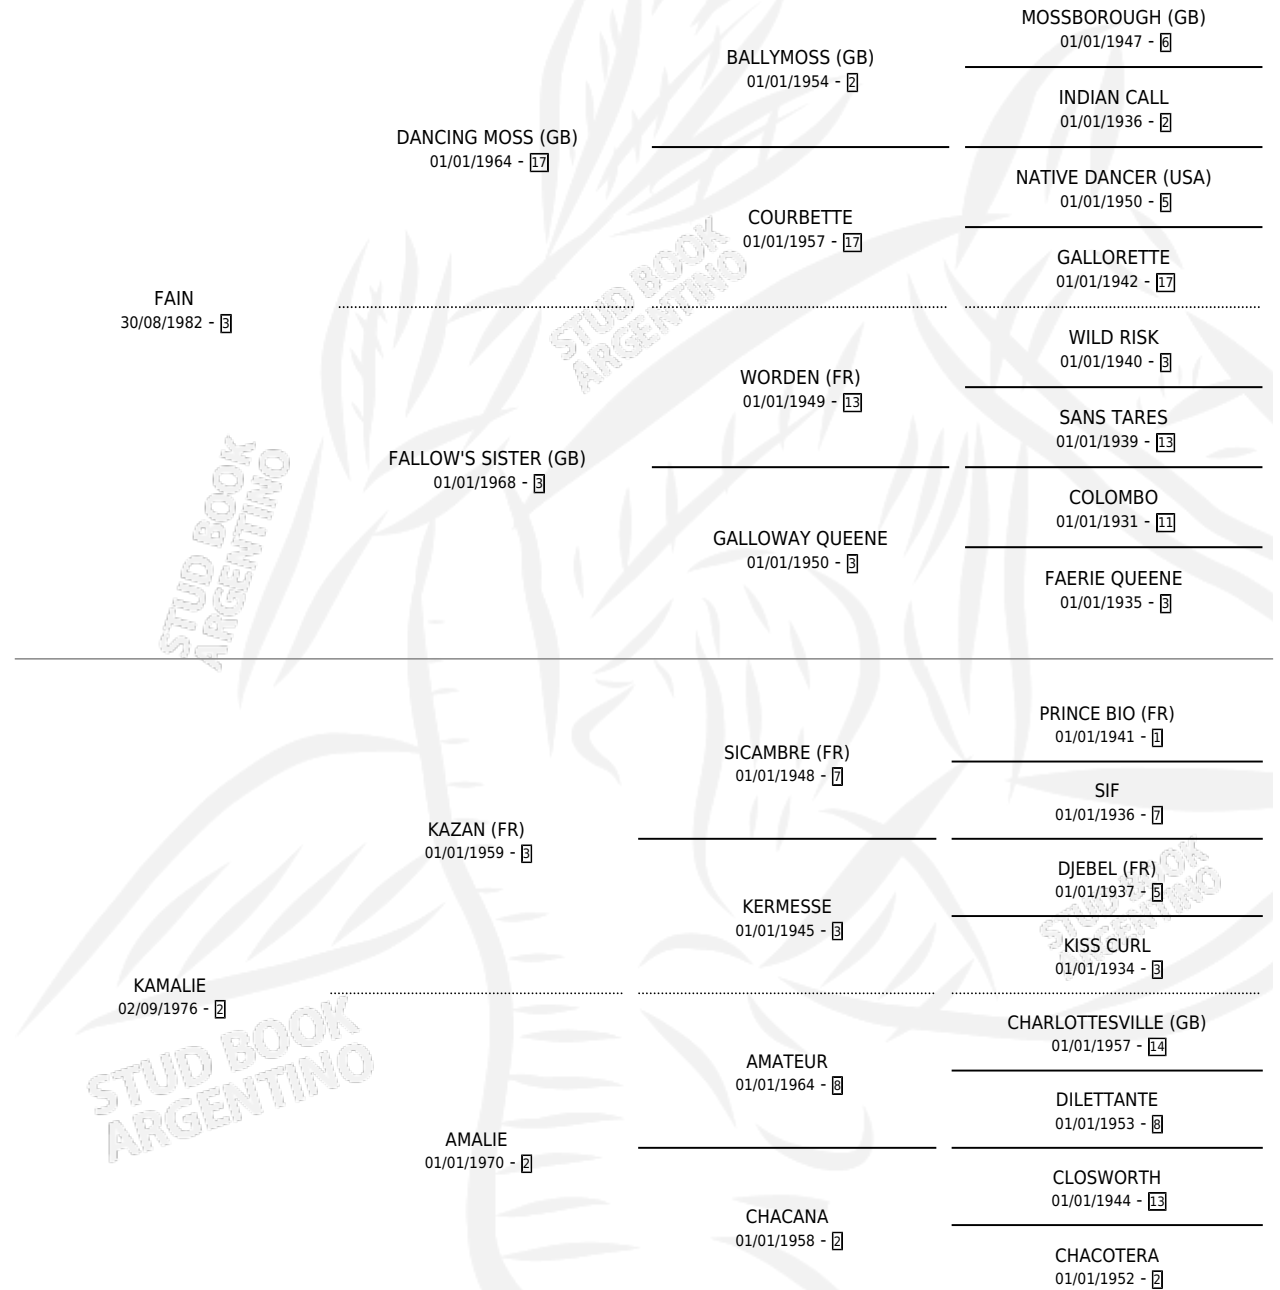 MOSSBOROUGH (GB)
01/01/1947 - 6
BALLYMOSS (GB)
01/01/1954 - 2
INDIAN CALL
01/01/1936 - 2
DANCING MOSS (GB)
01/01/1964 - 17
NATIVE DANCER (USA)
01/01/1950 - 5
COURBETTE
01/01/1957 - 17
GALLORETTE
01/01/1942 - 17
FAIN
30/08/1982 - 3
WILD RISK
01/01/1940 - 3
WORDEN (FR)
01/01/1949 - 13
SANS TARES
01/01/1939 - 13
FALLOW'S SISTER (GB)
01/01/1968 - 3
COLOMBO
01/01/1931 - 11
GALLOWAY QUEENE
01/01/1950 - 3
FAERIE QUEENE
01/01/1935 - 3
STUD BOOK
ARGENTINO
STUD BOOK
ARGENTINO
PRINCE BIO (FR)
01/01/1941 - 1
SICAMBRE (FR)
01/01/1948 - 7
SIF
01/01/1936 - 7
KAZAN (FR)
01/01/1959 - 3
DJEBEL (FR)
01/01/1937 - 5
KERMESSE
01/01/1945 - 3
KISS CURL
01/01/1934 - 3
KAMALIE
02/09/1976 - 2
CHARLOTTESVILLE (GB)
01/01/1957 - 14
AMATEUR
01/01/1964 - 8
DILETTANTE
01/01/1953 - 8
AMALIE
01/01/1970 - 2
CLOSWORTH
01/01/1944 - 13
CHACANA
01/01/1958 - 2
CHACOTERA
01/01/1952 - 2
STUD BOOK
ARGENTINO
STUD BOOK
ARGENTINO